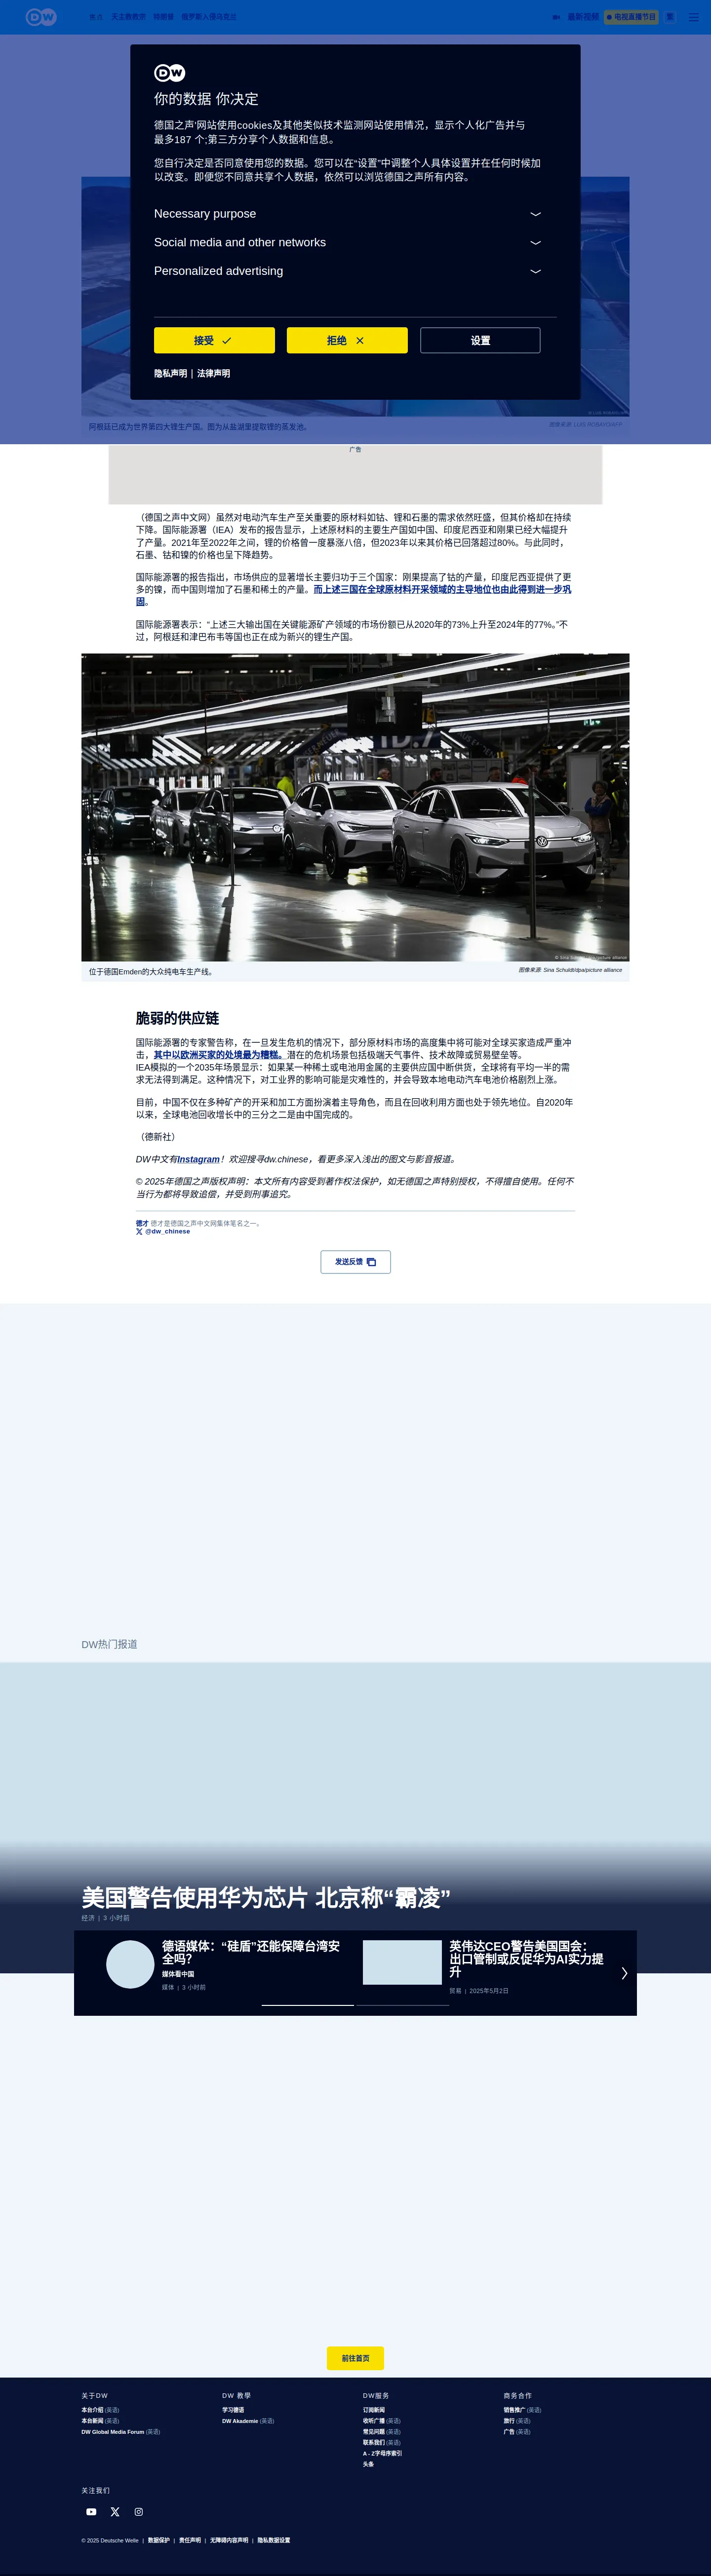 DW
焦点 天主教教宗 特朗普 俄罗斯入侵乌克兰
最新视频 电视直播节目 繁
DW
你的数据 你决定
德国之声'网站使用cookies及其他类似技术监测网站使用情况，显示个人化广告并与
最多187 个;第三方分享个人数据和信息。
您自行决定是否同意使用您的数据。您可以在“设置”中调整个人具体设置并在任何时候加
以改变。即便您不同意共享个人数据，依然可以浏览德国之声所有内容。
Necessary purpose
Social media and other networks
Personalized advertising
接受 拒绝 设置
隐私声明 | 法律声明
阿根廷已成为世界第四大锂生产国。图为从盐湖里提取锂的蒸发池。
广告
（德国之声中文网）虽然对电动汽车生产至关重要的原材料如钴、锂和石墨的需求依然旺盛，但其价格却在持续
下降。国际能源署（IEA）发布的报告显示，上述原材料的主要生产国如中国、印度尼西亚和刚果已经大幅提升
了产量。2021年至2022年之间，锂的价格曾一度暴涨八倍，但2023年以来其价格已回落超过80%。与此同时，
石墨、钴和镍的价格也呈下降趋势。
国际能源署的报告指出，市场供应的显著增长主要归功于三个国家：刚果提高了钴的产量，印度尼西亚提供了更
多的镍，而中国则增加了石墨和稀土的产量。而上述三国在全球原材料开采领域的主导地位也由此得到进一步巩
固。
国际能源署表示：“上述三大输出国在关键能源矿产领域的市场份额已从2020年的73%上升至2024年的77%。”不
过，阿根廷和津巴布韦等国也正在成为新兴的锂生产国。
位于德国Emden的大众纯电车生产线。
图像来源: Sina Schuldt/dpa/picture alliance
脆弱的供应链
国际能源署的专家警告称，在一旦发生危机的情况下，部分原材料市场的高度集中将可能对全球买家造成严重冲
击，其中以欧洲买家的处境最为糟糕。潜在的危机场景包括极端天气事件、技术故障或贸易壁垒等。
IEA模拟的一个2035年场景显示：如果某一种稀土或电池用金属的主要供应国中断供货，全球将有平均一半的需
求无法得到满足。这种情况下，对工业界的影响可能是灾难性的，并会导致本地电动汽车电池价格剧烈上涨。
目前，中国不仅在多种矿产的开采和加工方面扮演着主导角色，而且在回收利用方面也处于领先地位。自2020年
以来，全球电池回收增长中的三分之二是由中国完成的。
（德新社）
DW中文有Instagram！欢迎搜寻dw.chinese，看更多深入浅出的图文与影音报道。
© 2025年德国之声版权声明：本文所有内容受到著作权法保护，如无德国之声特别授权，不得擅自使用。任何不
当行为都将导致追偿，并受到刑事追究。
德才 德才是德国之声中文网集体笔名之一。
@dw_chinese
发送反馈
DW热门报道
美国警告使用华为芯片 北京称“霸凌”
经济 | 3 小时前
德语媒体：“硅盾”还能保障台湾安
全吗？
媒体看中国
媒体 | 3 小时前
英伟达CEO警告美国国会：
出口管制或反促华为AI实力提
升
贸易 | 2025年5月2日
前往首页
关于DW
本台介绍 (英语)
本台新闻 (英语)
DW Global Media Forum (英语)
DW 教學
学习德语
DW Akademie (英语)
DW服务
订阅新闻
收听广播 (英语)
常见问题 (英语)
联系我们 (英语)
A - Z字母序索引
头条
商务合作
销售推广 (英语)
旅行 (英语)
广告 (英语)
关注我们
© 2025 Deutsche Welle | 数据保护 | 责任声明 | 无障碍内容声明 | 隐私数据设置